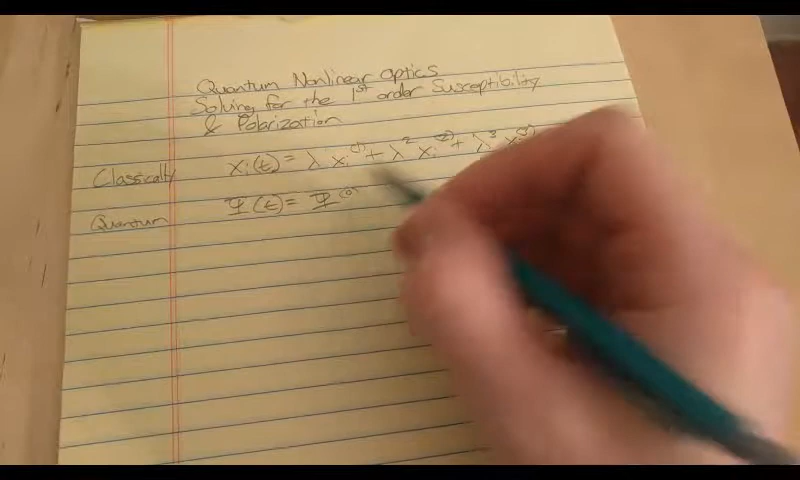 Quantum Nonlinear Optics
Solving for the 1st order Susceptibility
& Polarization
Classically xᵢ(t) = λ xᵢ⁽¹⁾ + λ² xᵢ⁽²⁾ + λ³ xᵢ⁽³⁾
Quantum Ψ(t) = Ψ⁽⁰⁾